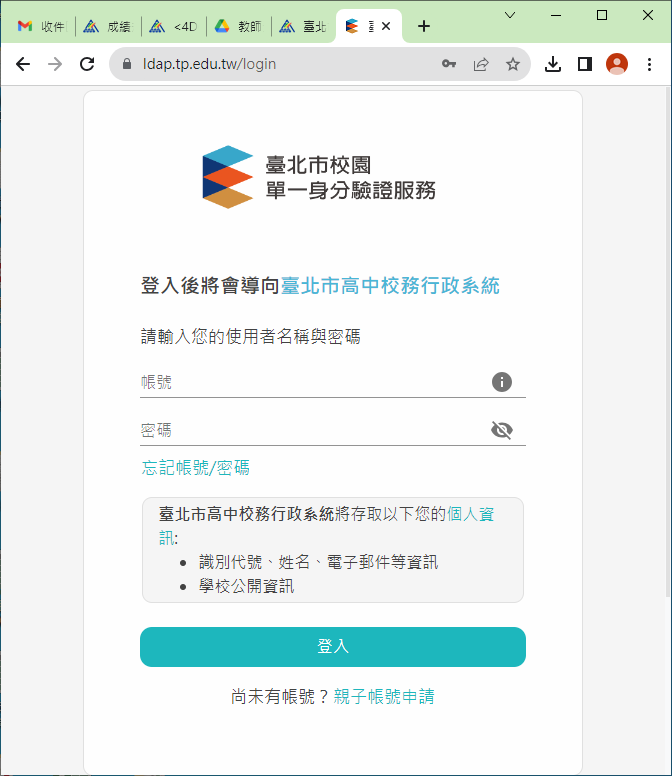 收件
成績
<4D
教師
臺北
ldap.tp.edu.tw/login
臺北市校園
單一身分驗證服務
登入後將會導向臺北市高中校務行政系統
請輸入您的使用者名稱與密碼
帳號
密碼
忘記帳號/密碼
臺北市高中校務行政系統將存取以下您的個人資
訊:
• 識別代號、姓名、電子郵件等資訊
• 學校公開資訊
登入
尚未有帳號？親子帳號申請